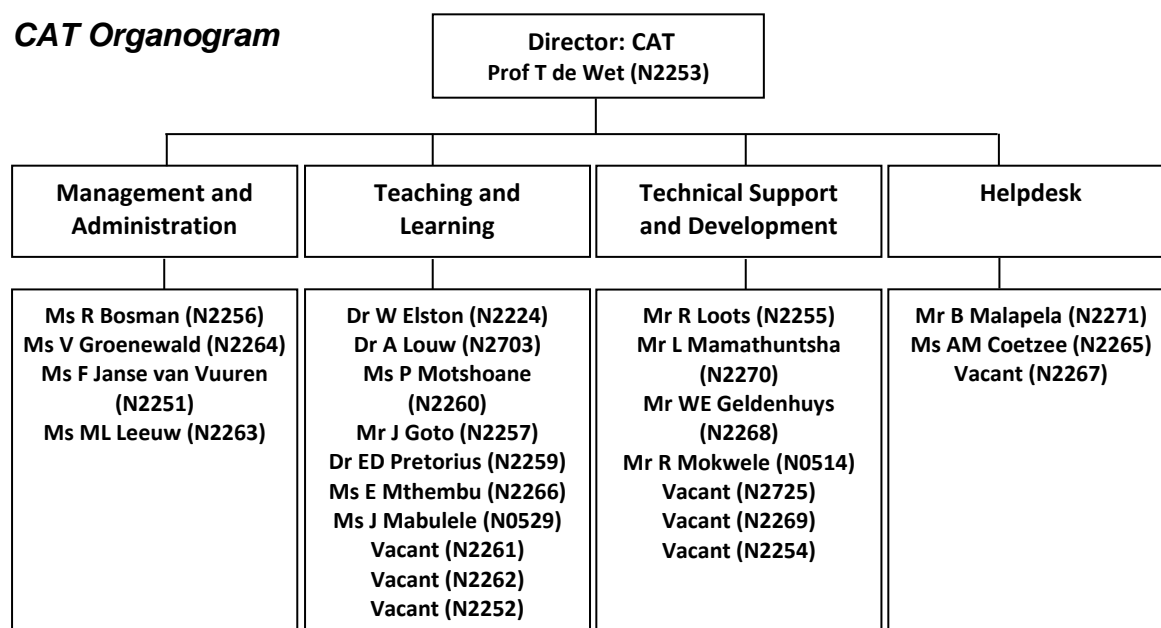 CAT Organogram
Director: CAT
Prof T de Wet (N2253)
Management and
Administration
Teaching and
Learning
Technical Support
and Development
Helpdesk
Ms R Bosman (N2256)
Ms V Groenewald (N2264)
Ms F Janse van Vuuren
(N2251)
Ms ML Leeuw (N2263)
Dr W Elston (N2224)
Dr A Louw (N2703)
Ms P Motshoane
(N2260)
Mr J Goto (N2257)
Dr ED Pretorius (N2259)
Ms E Mthembu (N2266)
Ms J Mabulele (N0529)
Vacant (N2261)
Vacant (N2262)
Vacant (N2252)
Mr R Loots (N2255)
Mr L Mamathuntsha
(N2270)
Mr WE Geldenhuys
(N2268)
Mr R Mokwele (N0514)
Vacant (N2725)
Vacant (N2269)
Vacant (N2254)
Mr B Malapela (N2271)
Ms AM Coetzee (N2265)
Vacant (N2267)